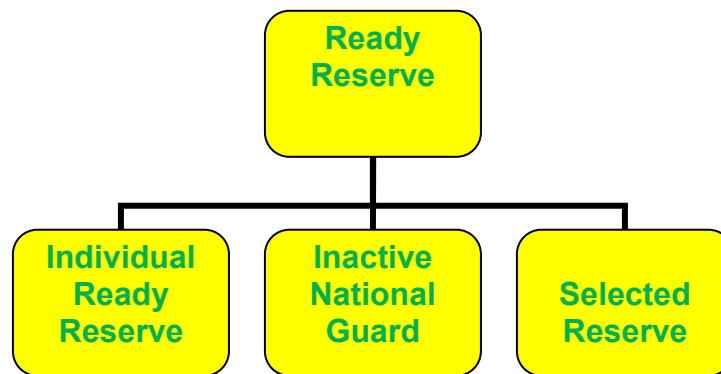 Ready
Reserve
Individual
Ready
Reserve
Inactive
National
Guard
Selected
Reserve